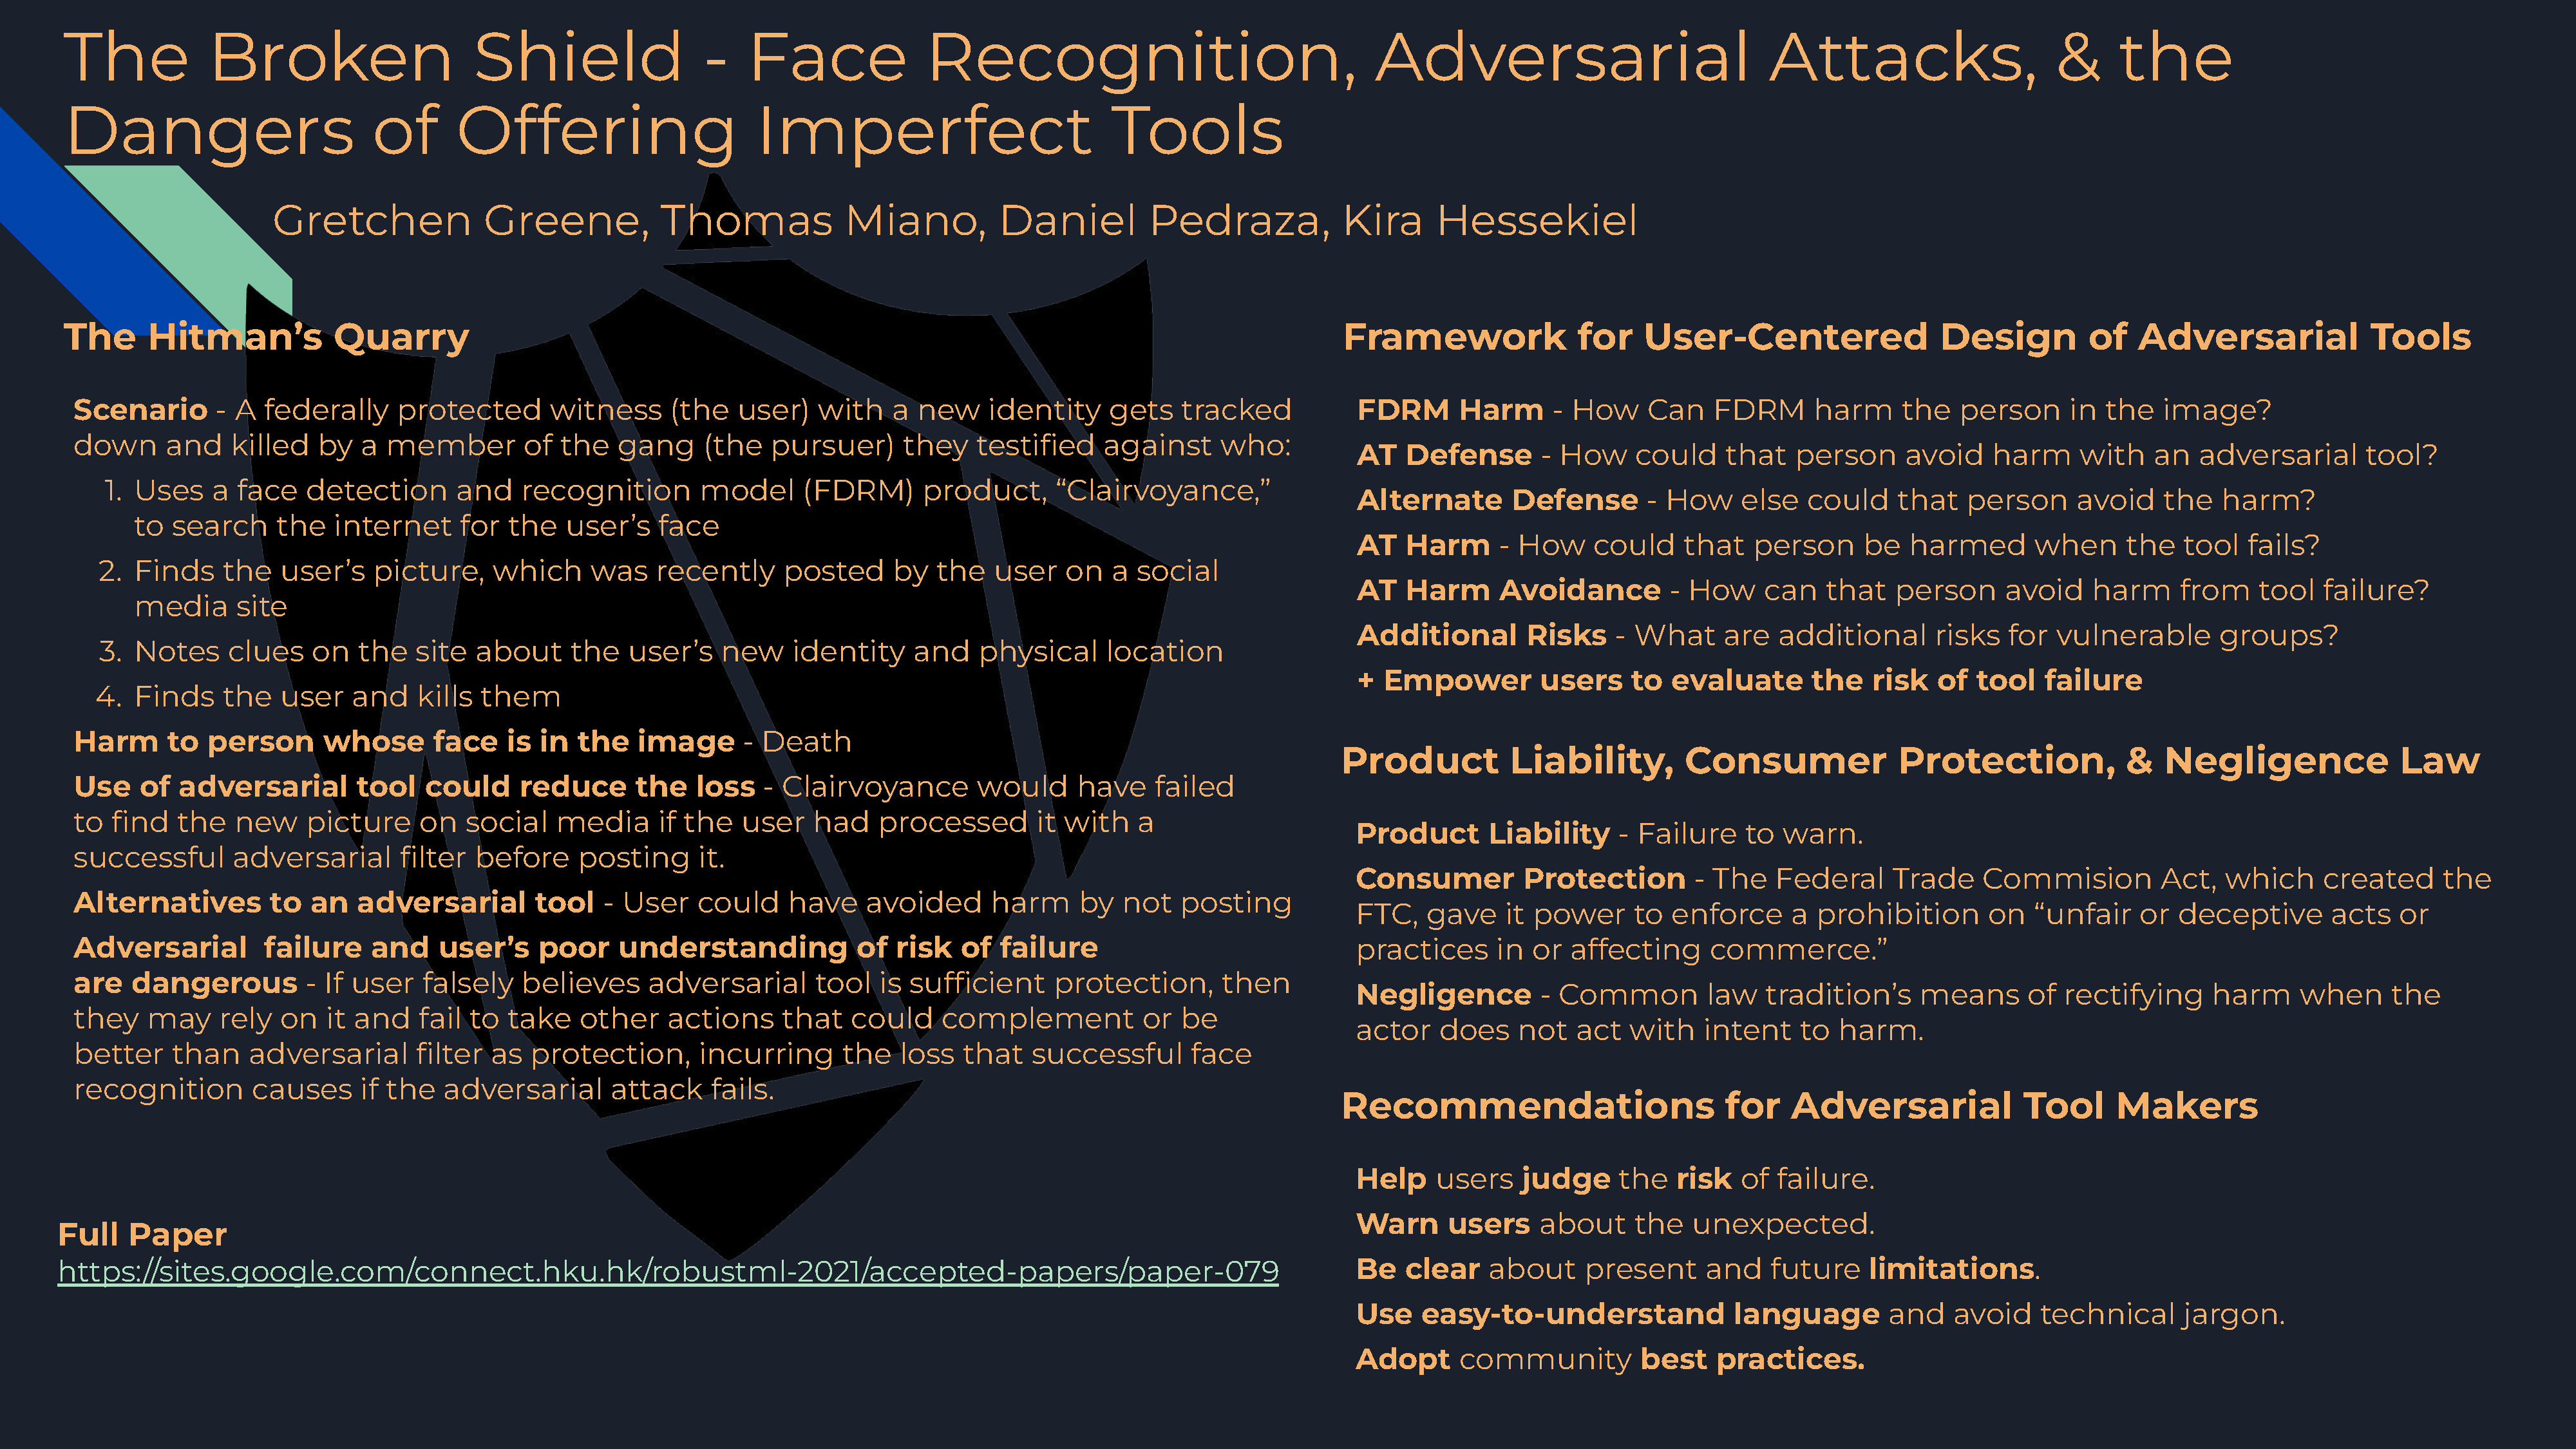 The Broken Shield - Face Recognition, Adversarial Attacks, & the
Dangers of Offering Imperfect Tools
Gretchen Greene, Thomas Miano, Daniel Pedraza, Kira Hessekiel
The Hitman’s Quarry
Scenario - A federally protected witness (the user) with a new identity gets tracked
down and killed by a member of the gang (the pursuer) they testified against who:
1. Uses a face detection and recognition model (FDRM) product, “Clairvoyance,”
to search the internet for the user’s face
2. Finds the user’s picture, which was recently posted by the user on a social
media site
3. Notes clues on the site about the user’s new identity and physical location
4. Finds the user and kills them
Harm to person whose face is in the image - Death
Use of adversarial tool could reduce the loss - Clairvoyance would have failed
to find the new picture on social media if the user had processed it with a
successful adversarial filter before posting it.
Alternatives to an adversarial tool - User could have avoided harm by not posting
Adversarial failure and user’s poor understanding of risk of failure
are dangerous - If user falsely believes adversarial tool is sufficient protection, then
they may rely on it and fail to take other actions that could complement or be
better than adversarial filter as protection, incurring the loss that successful face
recognition causes if the adversarial attack fails.
Full Paper
https://sites.google.com/connect.hku.hk/robustml-2021/accepted-papers/paper-079
Framework for User-Centered Design of Adversarial Tools
FDRM Harm - How Can FDRM harm the person in the image?
AT Defense - How could that person avoid harm with an adversarial tool?
Alternate Defense - How else could that person avoid the harm?
AT Harm - How could that person be harmed when the tool fails?
AT Harm Avoidance - How can that person avoid harm from tool failure?
Additional Risks - What are additional risks for vulnerable groups?
+ Empower users to evaluate the risk of tool failure
Product Liability, Consumer Protection, & Negligence Law
Product Liability - Failure to warn.
Consumer Protection - The Federal Trade Commision Act, which created the
FTC, gave it power to enforce a prohibition on “unfair or deceptive acts or
practices in or affecting commerce.”
Negligence - Common law tradition’s means of rectifying harm when the
actor does not act with intent to harm.
Recommendations for Adversarial Tool Makers
Help users judge the risk of failure.
Warn users about the unexpected.
Be clear about present and future limitations.
Use easy-to-understand language and avoid technical jargon.
Adopt community best practices.